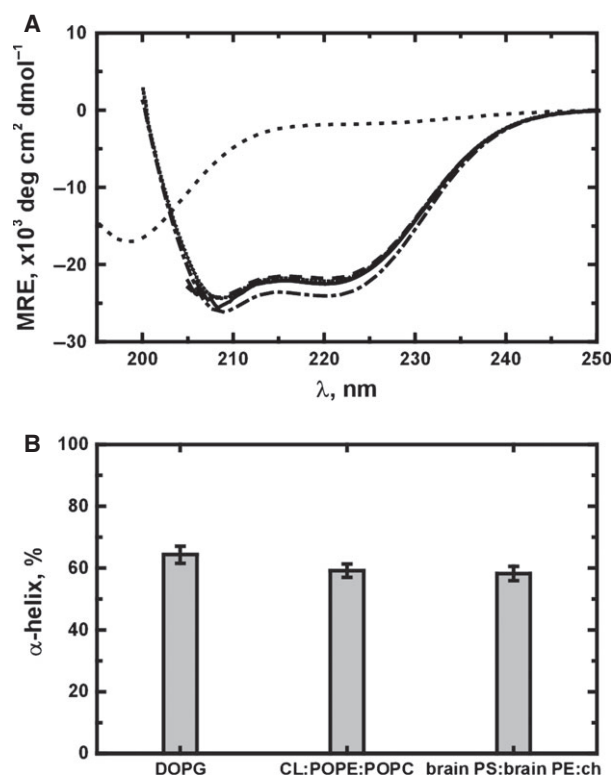 A
MRE, x10³ deg cm² dmol⁻¹
10
0
–10
–20
–30
200 210 220 230 240 250
λ, nm
B
α-helix, %
100
80
60
40
20
0
DOPG CL:POPE:POPC brain PS:brain PE:ch